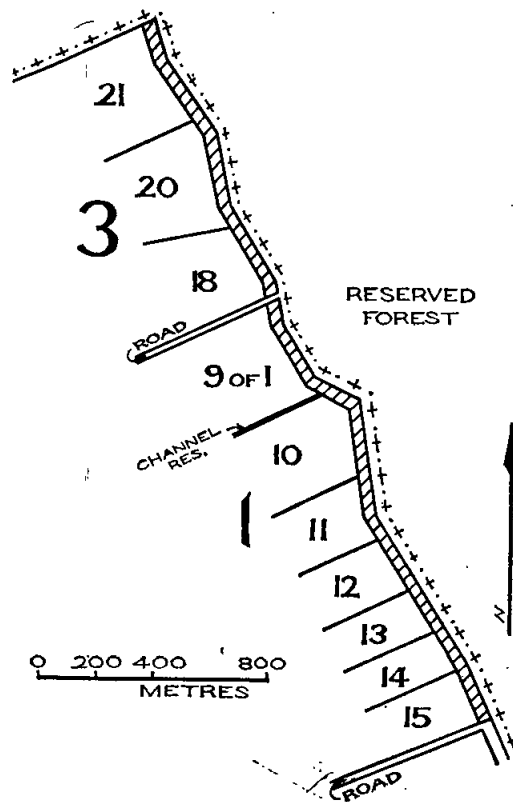 21
20
3
18
RESERVED
FOREST
ROAD
9 OF 1
CHANNEL
RES.
10
1
11
12
N
13
0 200 400 800
METRES
14
15
ROAD